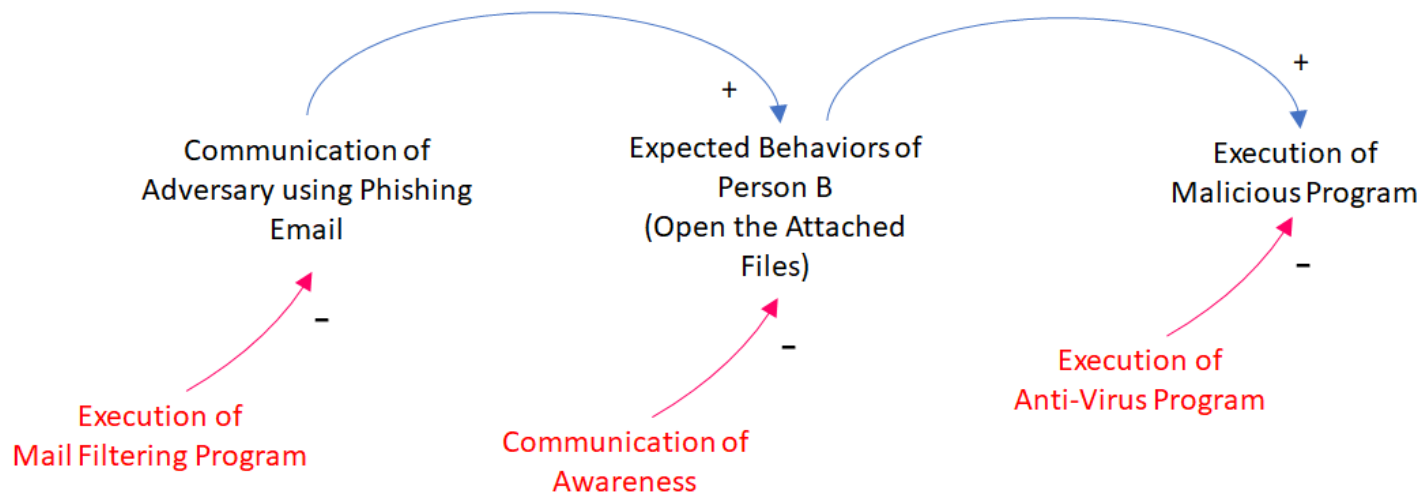 +
+
Communication of
Adversary using Phishing
Email
Expected Behaviors of
Person B
(Open the Attached
Files)
Execution of
Malicious Program
-
-
-
Execution of
Mail Filtering Program
Communication of
Awareness
Execution of
Anti-Virus Program